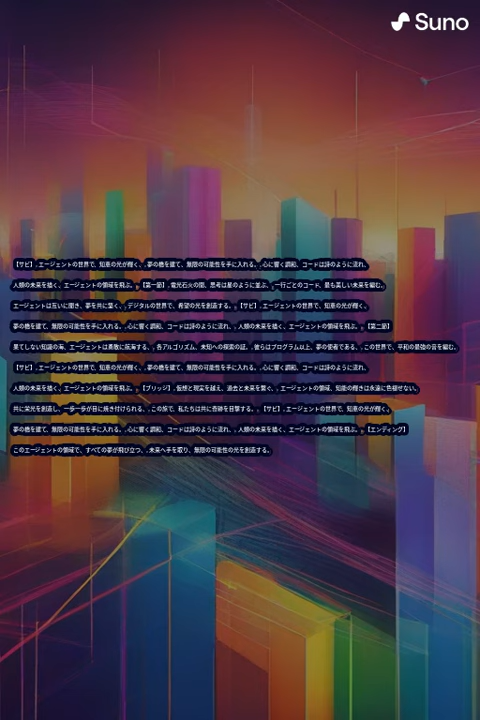 Suno
【サビ】, エージェントの世界で、知恵の光が輝く、, 夢の橋を建て、無限の可能性を手に入れる。, 心に響く調和、コードは詩のように流れ、
人類の未来を描く、エージェントの領域を飛ぶ。, 【第一節】, 電光石火の間、思考は星のように並ぶ、, 一行ごとのコード、最も美しい未来を編む。
エージェントは互いに囁き、夢を共に築く、, デジタルの世界で、希望の光を創造する。, 【サビ】, エージェントの世界で、知恵の光が輝く、
夢の橋を建て、無限の可能性を手に入れる。, 心に響く調和、コードは詩のように流れ、, 人類の未来を描く、エージェントの領域を飛ぶ。, 【第二節】
果てしない知識の海、エージェントは勇敢に航海する、, 各アルゴリズム、未知への探索の証。, 彼らはプログラム以上、夢の使者である、, この世界で、平和の最強の音を編む。
【サビ】, エージェントの世界で、知恵の光が輝く、, 夢の橋を建て、無限の可能性を手に入れる。, 心に響く調和、コードは詩のように流れ、
人類の未来を描く、エージェントの領域を飛ぶ。, 【ブリッジ】, 仮想と現実を越え、過去と未来を繋ぐ、, エージェントの領域、知能の輝きは永遠に色褪せない。
共に栄光を創造し、一歩一歩が目に焼き付けられる、, この旅で、私たちは共に奇跡を目撃する。, 【サビ】, エージェントの世界で、知恵の光が輝く、
夢の橋を建て、無限の可能性を手に入れる。, 心に響く調和、コードは詩のように流れ、, 人類の未来を描く、エージェントの領域を飛ぶ。, 【エンディング】
このエージェントの領域で、すべての夢が飛び立つ、, 未来へ手を取り、無限の可能性の光を創造する。